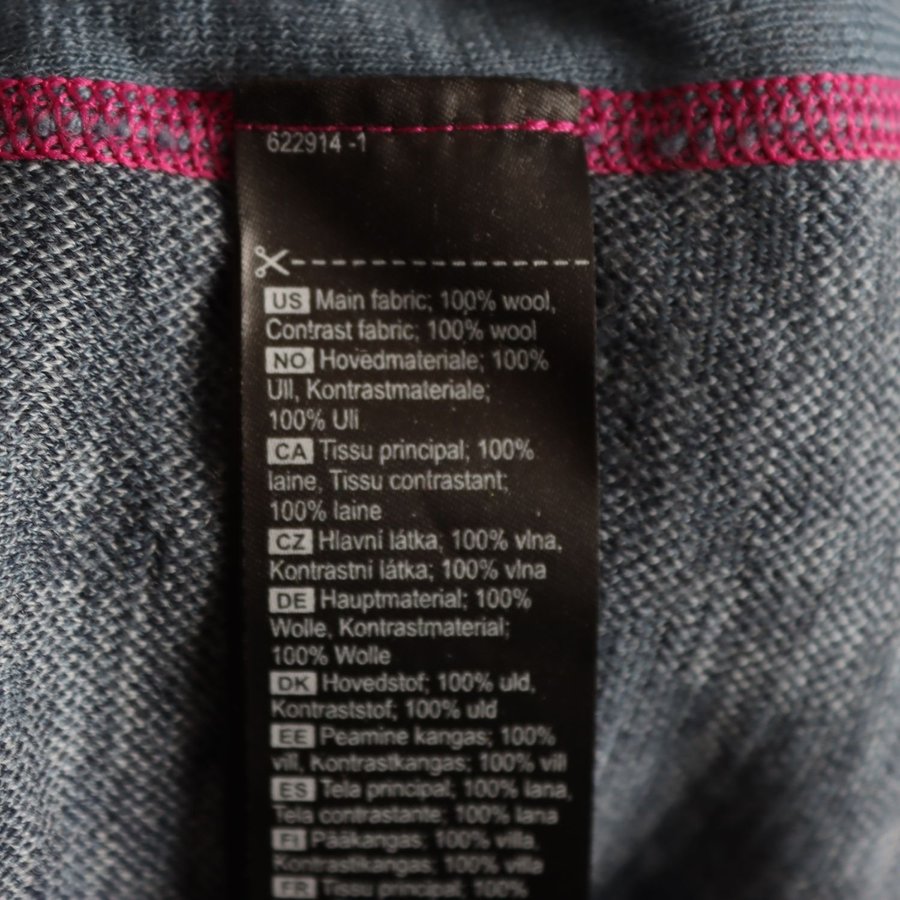 622914 -1
US Main fabric; 100% wool,
Contrast fabric; 100% wool
NO Hovedmateriale; 100%
Ull, Kontrastmateriale;
100% Ull
CA Tissu principal; 100%
laine, Tissu contrastant;
100% laine
CZ Hlavní látka; 100% vlna,
Kontrastní látka; 100% vlna
DE Hauptmaterial; 100%
Wolle, Kontrastmaterial;
100% Wolle
DK Hovedstof; 100% uld,
Kontraststof; 100% uld
EE Peamine kangas; 100%
vill, Kontrastkangas; 100% vill
ES Tela principal; 100% lana,
Tela contrastante; 100% lana
FI Pääkangas; 100% villa,
Kontrastikangas; 100% villa
FR Tissu principal; 100%